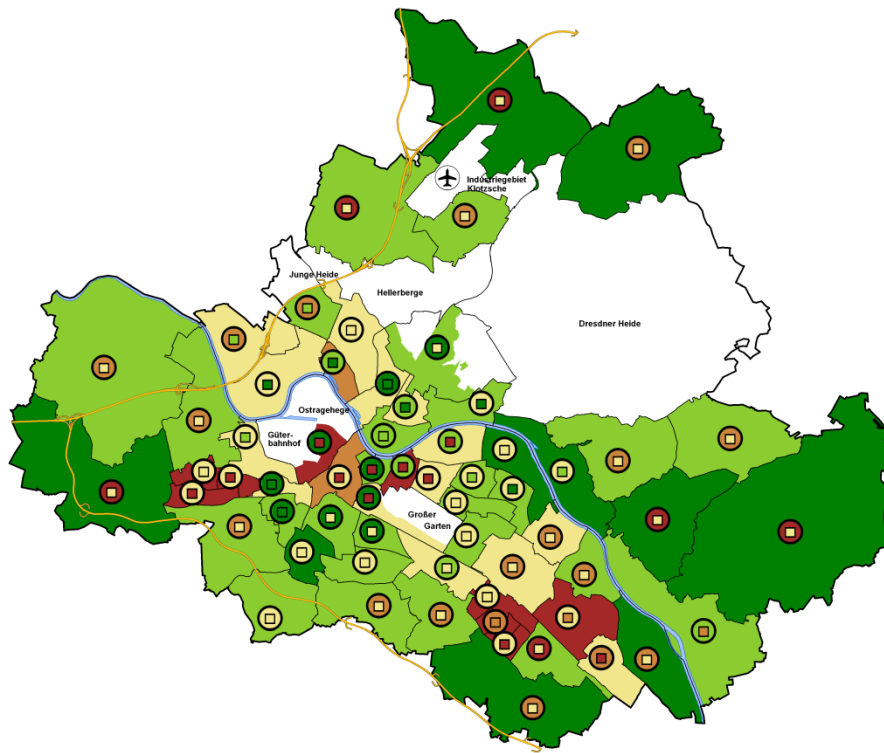 Industriegebiet
Klotzsche
Junge Heide
Hellerberge
Dresdner Heide
Ostragehege
Güter-
bahnhof
Großer
Garten